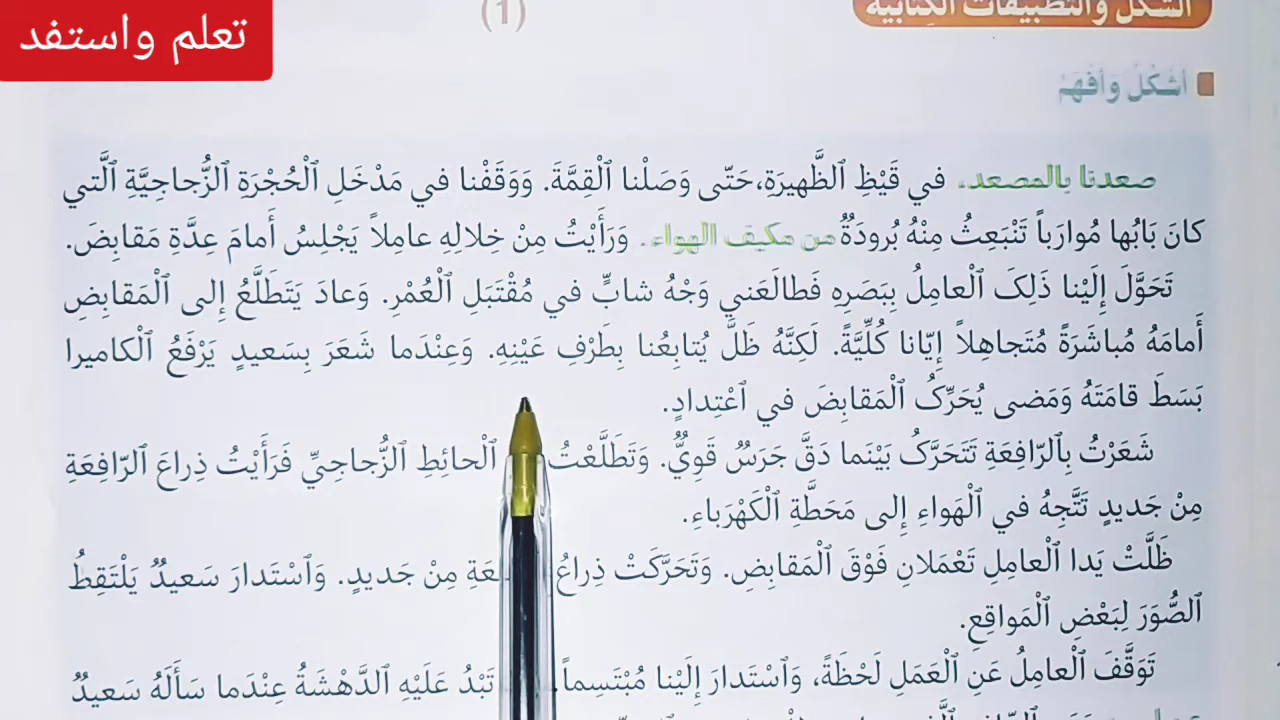 (1)
الشكل والتطبيقات الكتابية
تعلم واستفد
أَشْكُلُ وَأَفْهَمُ
صعدنا بالمصعد، في قَيْظِ ٱلظَّهيرَةِ،حَتّى وَصَلْنا ٱلْقِمَّةَ. وَوَقَفْنا في مَدْخَلِ ٱلْحُجْرَةِ ٱلزُّجاجِيَّةِ ٱلَّتي
كانَ بَابُها مُوارَباً تَنْبَعِثُ مِنْهُ بُرودَةٌ من مكيف الهواء. وَرَأَيْتُ مِنْ خِلالِهِ عامِلاً يَجْلِسُ أَمامَ عِدَّةِ مَقابِضَ.
تَحَوَّلَ إِلَيْنا ذَلِكَ ٱلْعامِلُ بِبَصَرِهِ فَطالَعَني وَجْهُ شابٍّ في مُقْتَبَلِ ٱلْعُمْرِ. وَعادَ يَتَطَلَّعُ إِلى ٱلْمَقابِضِ
أَمامَهُ مُباشَرَةً مُتَجاهِلاً إِيّانا كُلِّيَّةً. لَكِنَّهُ ظَلَّ يُتابِعُنا بِطَرْفِ عَيْنِهِ. وَعِنْدَما شَعَرَ بِسَعيدٍ يَرْفَعُ ٱلْكاميرا
بَسَطَ قامَتَهُ وَمَضى يُحَرِّكُ ٱلْمَقابِضَ في ٱعْتِدادٍ.
شَعَرْتُ بِٱلرّافِعَةِ تَتَحَرَّكُ بَيْنَما دَقَّ جَرَسٌ قَوِيٌّ. وَتَطَلَّعْتُ ٱلْحائِطِ ٱلزُّجاجِيِّ فَرَأَيْتُ ذِراعَ ٱلرّافِعَةِ
مِنْ جَديدٍ تَتَّجِهُ في ٱلْهَواءِ إِلى مَحَطَّةِ ٱلْكَهْرَباءِ.
ظَلَّتْ يَدا ٱلْعامِلِ تَعْمَلانِ فَوْقَ ٱلْمَقابِضِ. وَتَحَرَّكَتْ ذِراعُ مِنْ جَديدٍ. وَٱسْتَدارَ سَعيدٌ يَلْتَقِطُ
ٱلصُّوَرَ لِبَعْضِ ٱلْمَواقِعِ.
تَوَقَّفَ ٱلْعامِلُ عَنِ ٱلْعَمَلِ لَحْظَةً، وَٱسْتَدارَ إِلَيْنا مُبْتَسِماً. تَبْدُ عَلَيْهِ ٱلدَّهْشَةُ عِنْدَما سَأَلَهُ سَعيدٌ